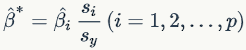 β̂* = β̂ᵢ sᵢ/s_y (i = 1, 2, ..., p)